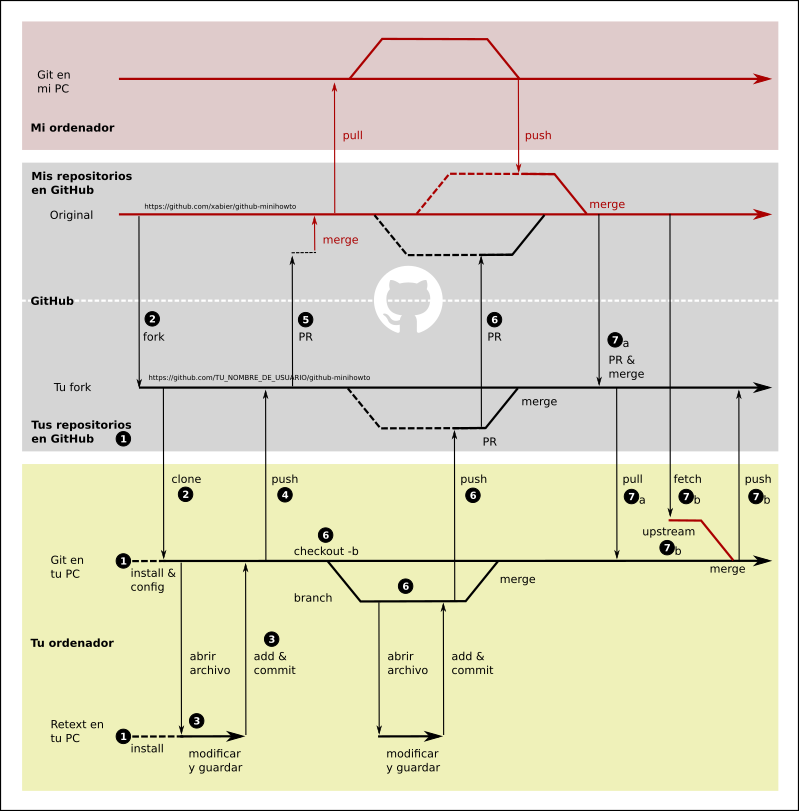 Git en
mi PC
Mi ordenador
pull
push
Mis repositorios
en GitHub
https://github.com/xabier/github-minihowto
Original
merge
merge
GitHub
2
fork
5
PR
6
PR
7a
PR &
merge
https://github.com/TU_NOMBRE_DE_USUARIO/github-minihowto
Tu fork
merge
Tus repositorios
en GitHub 1
PR
clone
2
push
4
push
6
pull
7a
fetch
7b
push
7b
6
checkout -b
upstream
7b
Git en
tu PC
1
install &
config
6
merge
merge
branch
3
Tu ordenador
abrir
archivo
add &
commit
abrir
archivo
add &
commit
3
Retext en
tu PC
1
install
modificar
y guardar
modificar
y guardar